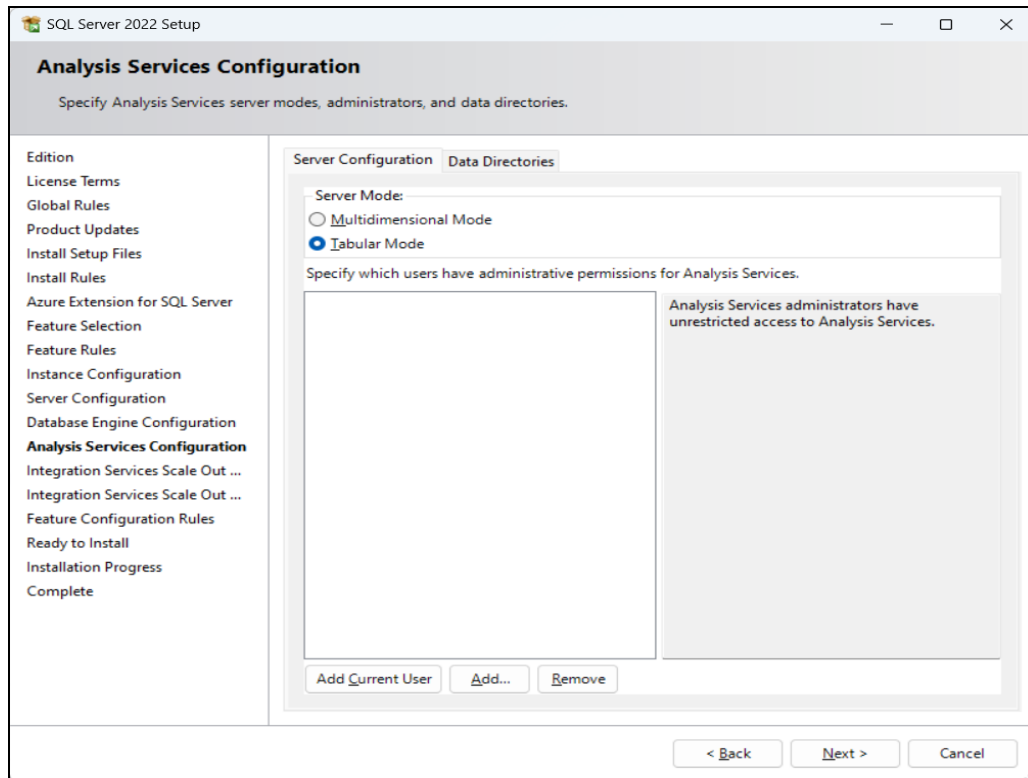 SQL Server 2022 Setup
Analysis Services Configuration
Specify Analysis Services server modes, administrators, and data directories.
Edition
License Terms
Global Rules
Product Updates
Install Setup Files
Install Rules
Azure Extension for SQL Server
Feature Selection
Feature Rules
Instance Configuration
Server Configuration
Database Engine Configuration
Analysis Services Configuration
Integration Services Scale Out ...
Integration Services Scale Out ...
Feature Configuration Rules
Ready to Install
Installation Progress
Complete
Server Configuration Data Directories
Server Mode:
Multidimensional Mode
Tabular Mode
Specify which users have administrative permissions for Analysis Services.
Analysis Services administrators have
unrestricted access to Analysis Services.
Add Current User Add... Remove
< Back Next > Cancel